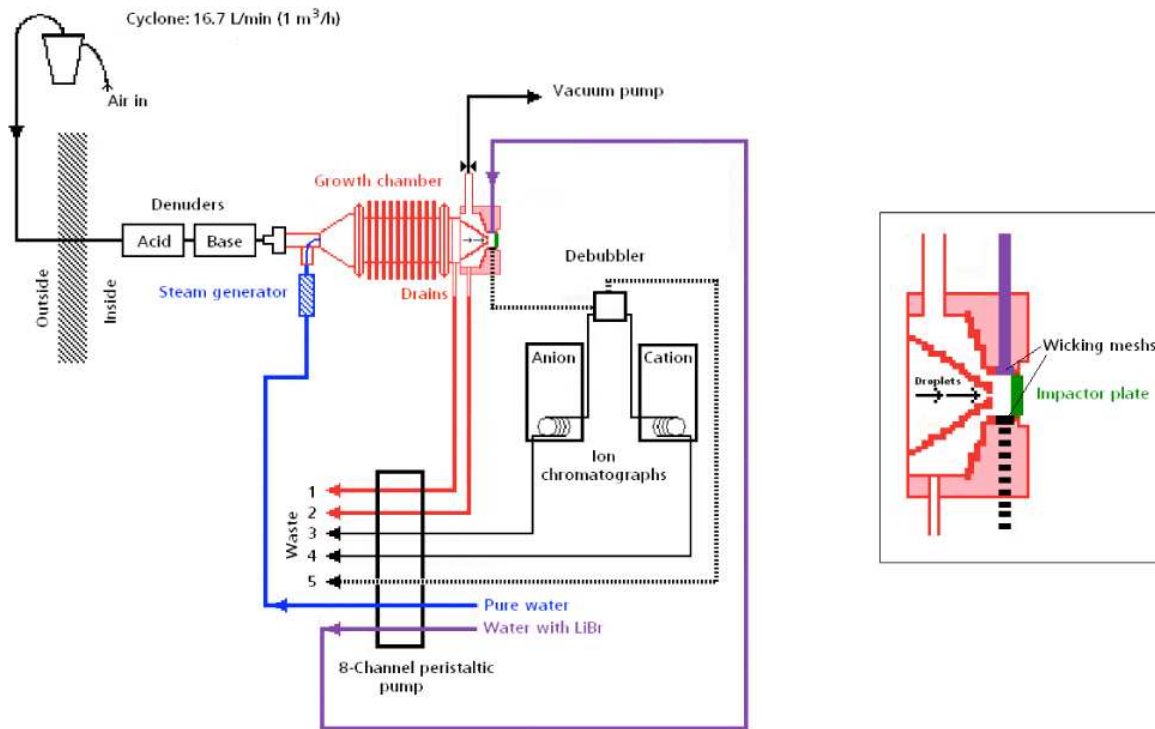 Cyclone: 16.7 L/min (1 m³/h)
Air in
Vacuum pump
Growth chamber
Denuders
Acid
Base
Debubbler
Steam generator
Drains
Outside
Inside
Anion
Cation
Ion
chromatographs
Waste
1
2
3
4
5
Pure water
Water with LiBr
8-Channel peristaltic
pump
Wicking meshs
Droplets
Impactor plate